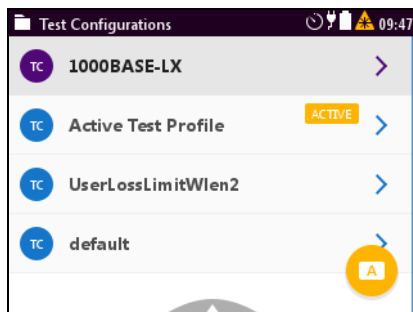 Test Configurations 09:47
TC 1000BASE-LX
TC Active Test Profile ACTIVE
TC UserLossLimitWlen2
TC default
A